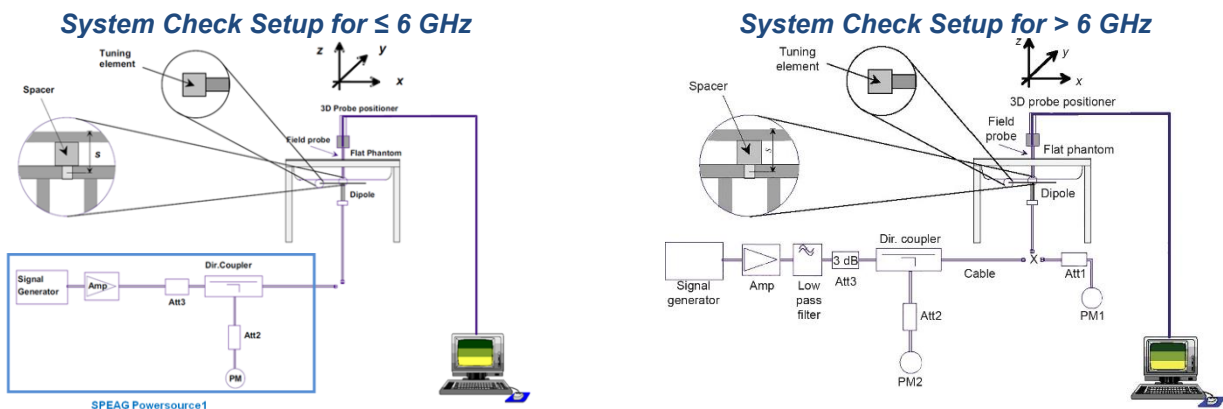 System Check Setup for ≤ 6 GHz
Tuning
element
z
y
x
Spacer
3D Probe positioner
s
Field probe
Flat Phantom
Dipole
Signal
Generator
Amp
Att3
Dir.Coupler
Att2
PM
SPEAG Powersource1
System Check Setup for > 6 GHz
Tuning
element
z
y
x
Spacer
3D probe positioner
s
Field
probe
Flat phantom
Dipole
Signal
generator
Amp
Low
pass
filter
3 dB
Att3
Dir. coupler
Cable
X
Att1
PM1
Att2
PM2